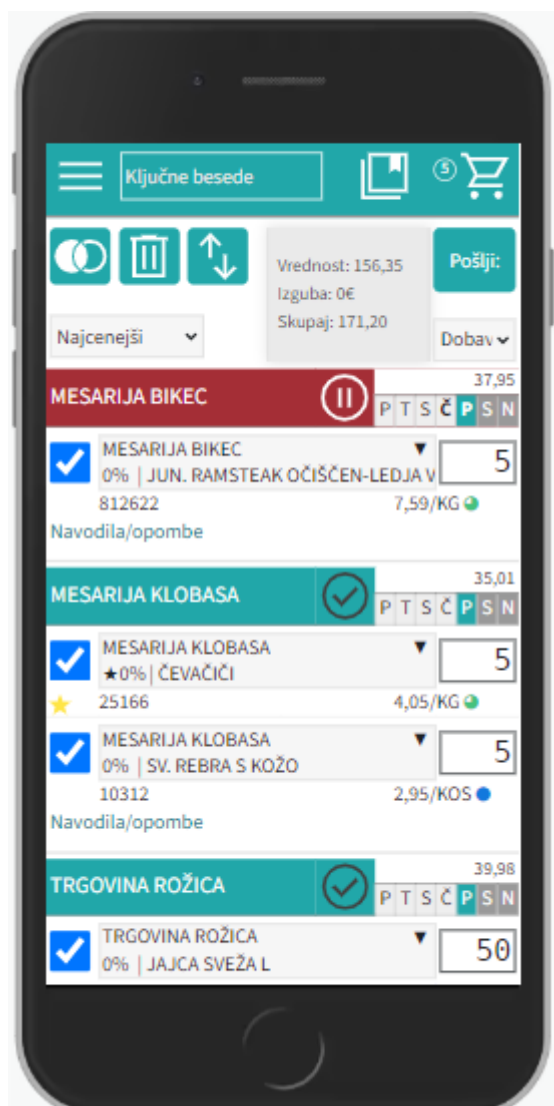 Ključne besede
5
Vrednost: 156,35
Izguba: 0€
Skupaj: 171,20
Pošlji:
Najcenejši
Dobav
MESARIJA BIKEC
37,95
P T S Č P S N
MESARIJA BIKEC
0% | JUN. RAMSTEAK OČIŠČEN-LEDJA V
5
812622
7,59/KG
Navodila/opombe
MESARIJA KLOBASA
35,01
P T S Č P S N
MESARIJA KLOBASA
★0%| ČEVAČIČI
5
25166
4,05/KG
MESARIJA KLOBASA
0% | SV. REBRA S KOŽO
5
10312
2,95/KOS
Navodila/opombe
TRGOVINA ROŽICA
39,98
P T S Č P S N
TRGOVINA ROŽICA
0% | JAJCA SVEŽA L
50